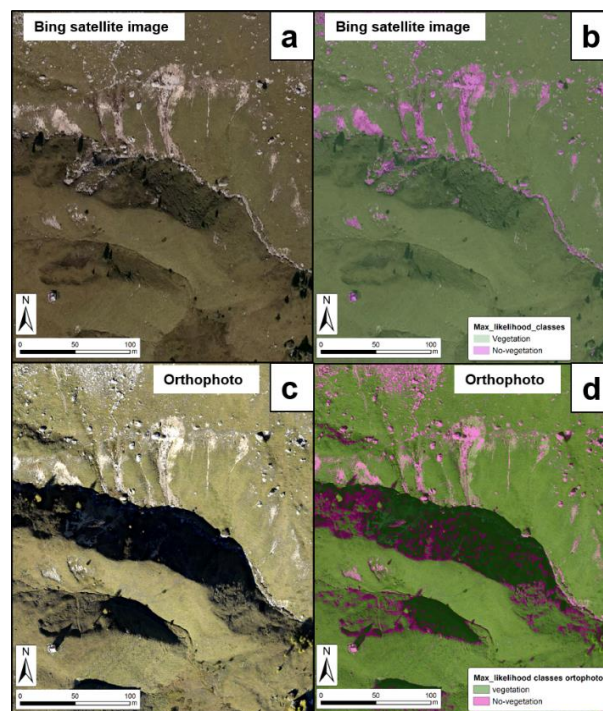 Bing satellite image
a
Bing satellite image
b
N
0 50 100
m
N
0 50 100
m
Max_likelihood_classes
Vegetation
No-vegetation
Orthophoto
c
Orthophoto
d
N
0 50 100
m
N
0 50 100
m
Max_likelihood classes ortophoto
vegetation
No-vegetation